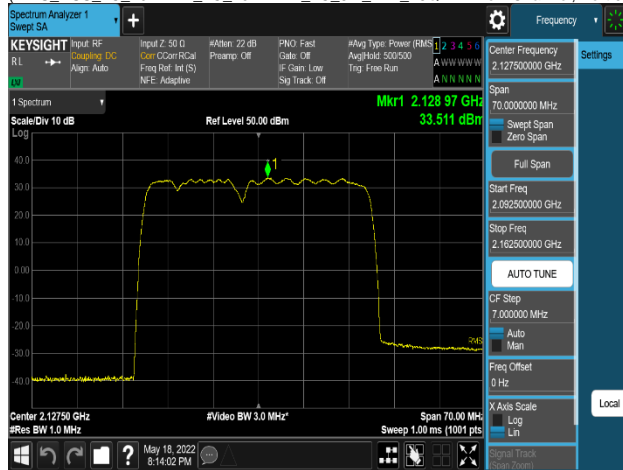 Spectrum Analyzer 1
Swept SA
+
Frequency
KEYSIGHT
Input: RF
Coupling: DC
Align: Auto
Input Z: 50 Ω
Corr CCorr RCal
Freq Ref: Int (S)
NFE: Adaptive
#Atten: 22 dB
Preamp: Off
PNO: Fast
Gate: Off
IF Gain: Low
Sig Track: Off
#Avg Type: Power (RMS
Avg|Hold: 500/500
Trig: Free Run
1 2 3 4 5 6
A W W W W W
A N N N N N
RL
LV
1 Spectrum
Scale/Div 10 dB
Log
Ref Level 50.00 dBm
Mkr1 2.128 97 GHz
33.511 dBm
1
40.0
30.0
20.0
10.0
0.00
-10.0
-20.0
-30.0
-40.0
RMS
Center 2.12750 GHz
#Res BW 1.0 MHz
#Video BW 3.0 MHz*
Span 70.00 MHz
Sweep 1.00 ms (1001 pts)
?
May 18, 2022
8:14:02 PM
Center Frequency
2.127500000 GHz
Settings
Span
70.0000000 MHz
Swept Span
Zero Span
Full Span
Start Freq
2.092500000 GHz
Stop Freq
2.162500000 GHz
AUTO TUNE
CF Step
7.000000 MHz
Auto
Man
Freq Offset
0 Hz
X Axis Scale
Log
Lin
Local
Signal Track
(Span Zoom)